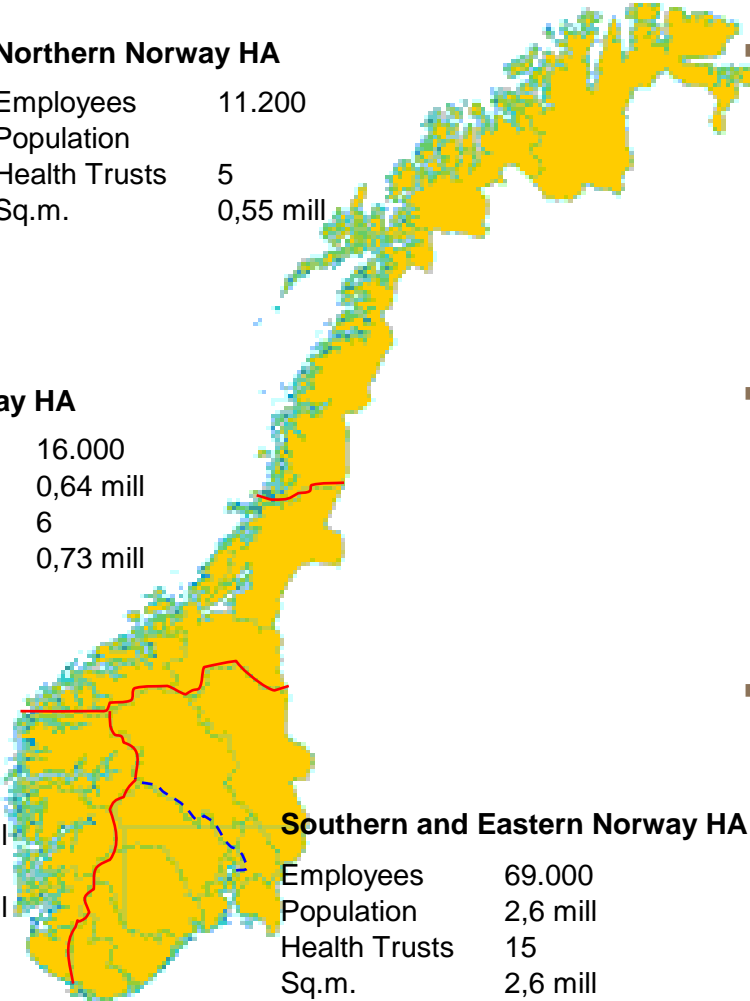 Northern Norway HA
Employees 11.200
Population
Health Trusts 5
Sq.m. 0,55 mill
HA
16.000
0,64 mill
6
0,73 mill
Southern and Eastern Norway HA
Employees 69.000
Population 2,6 mill
Health Trusts 15
Sq.m. 2,6 mill